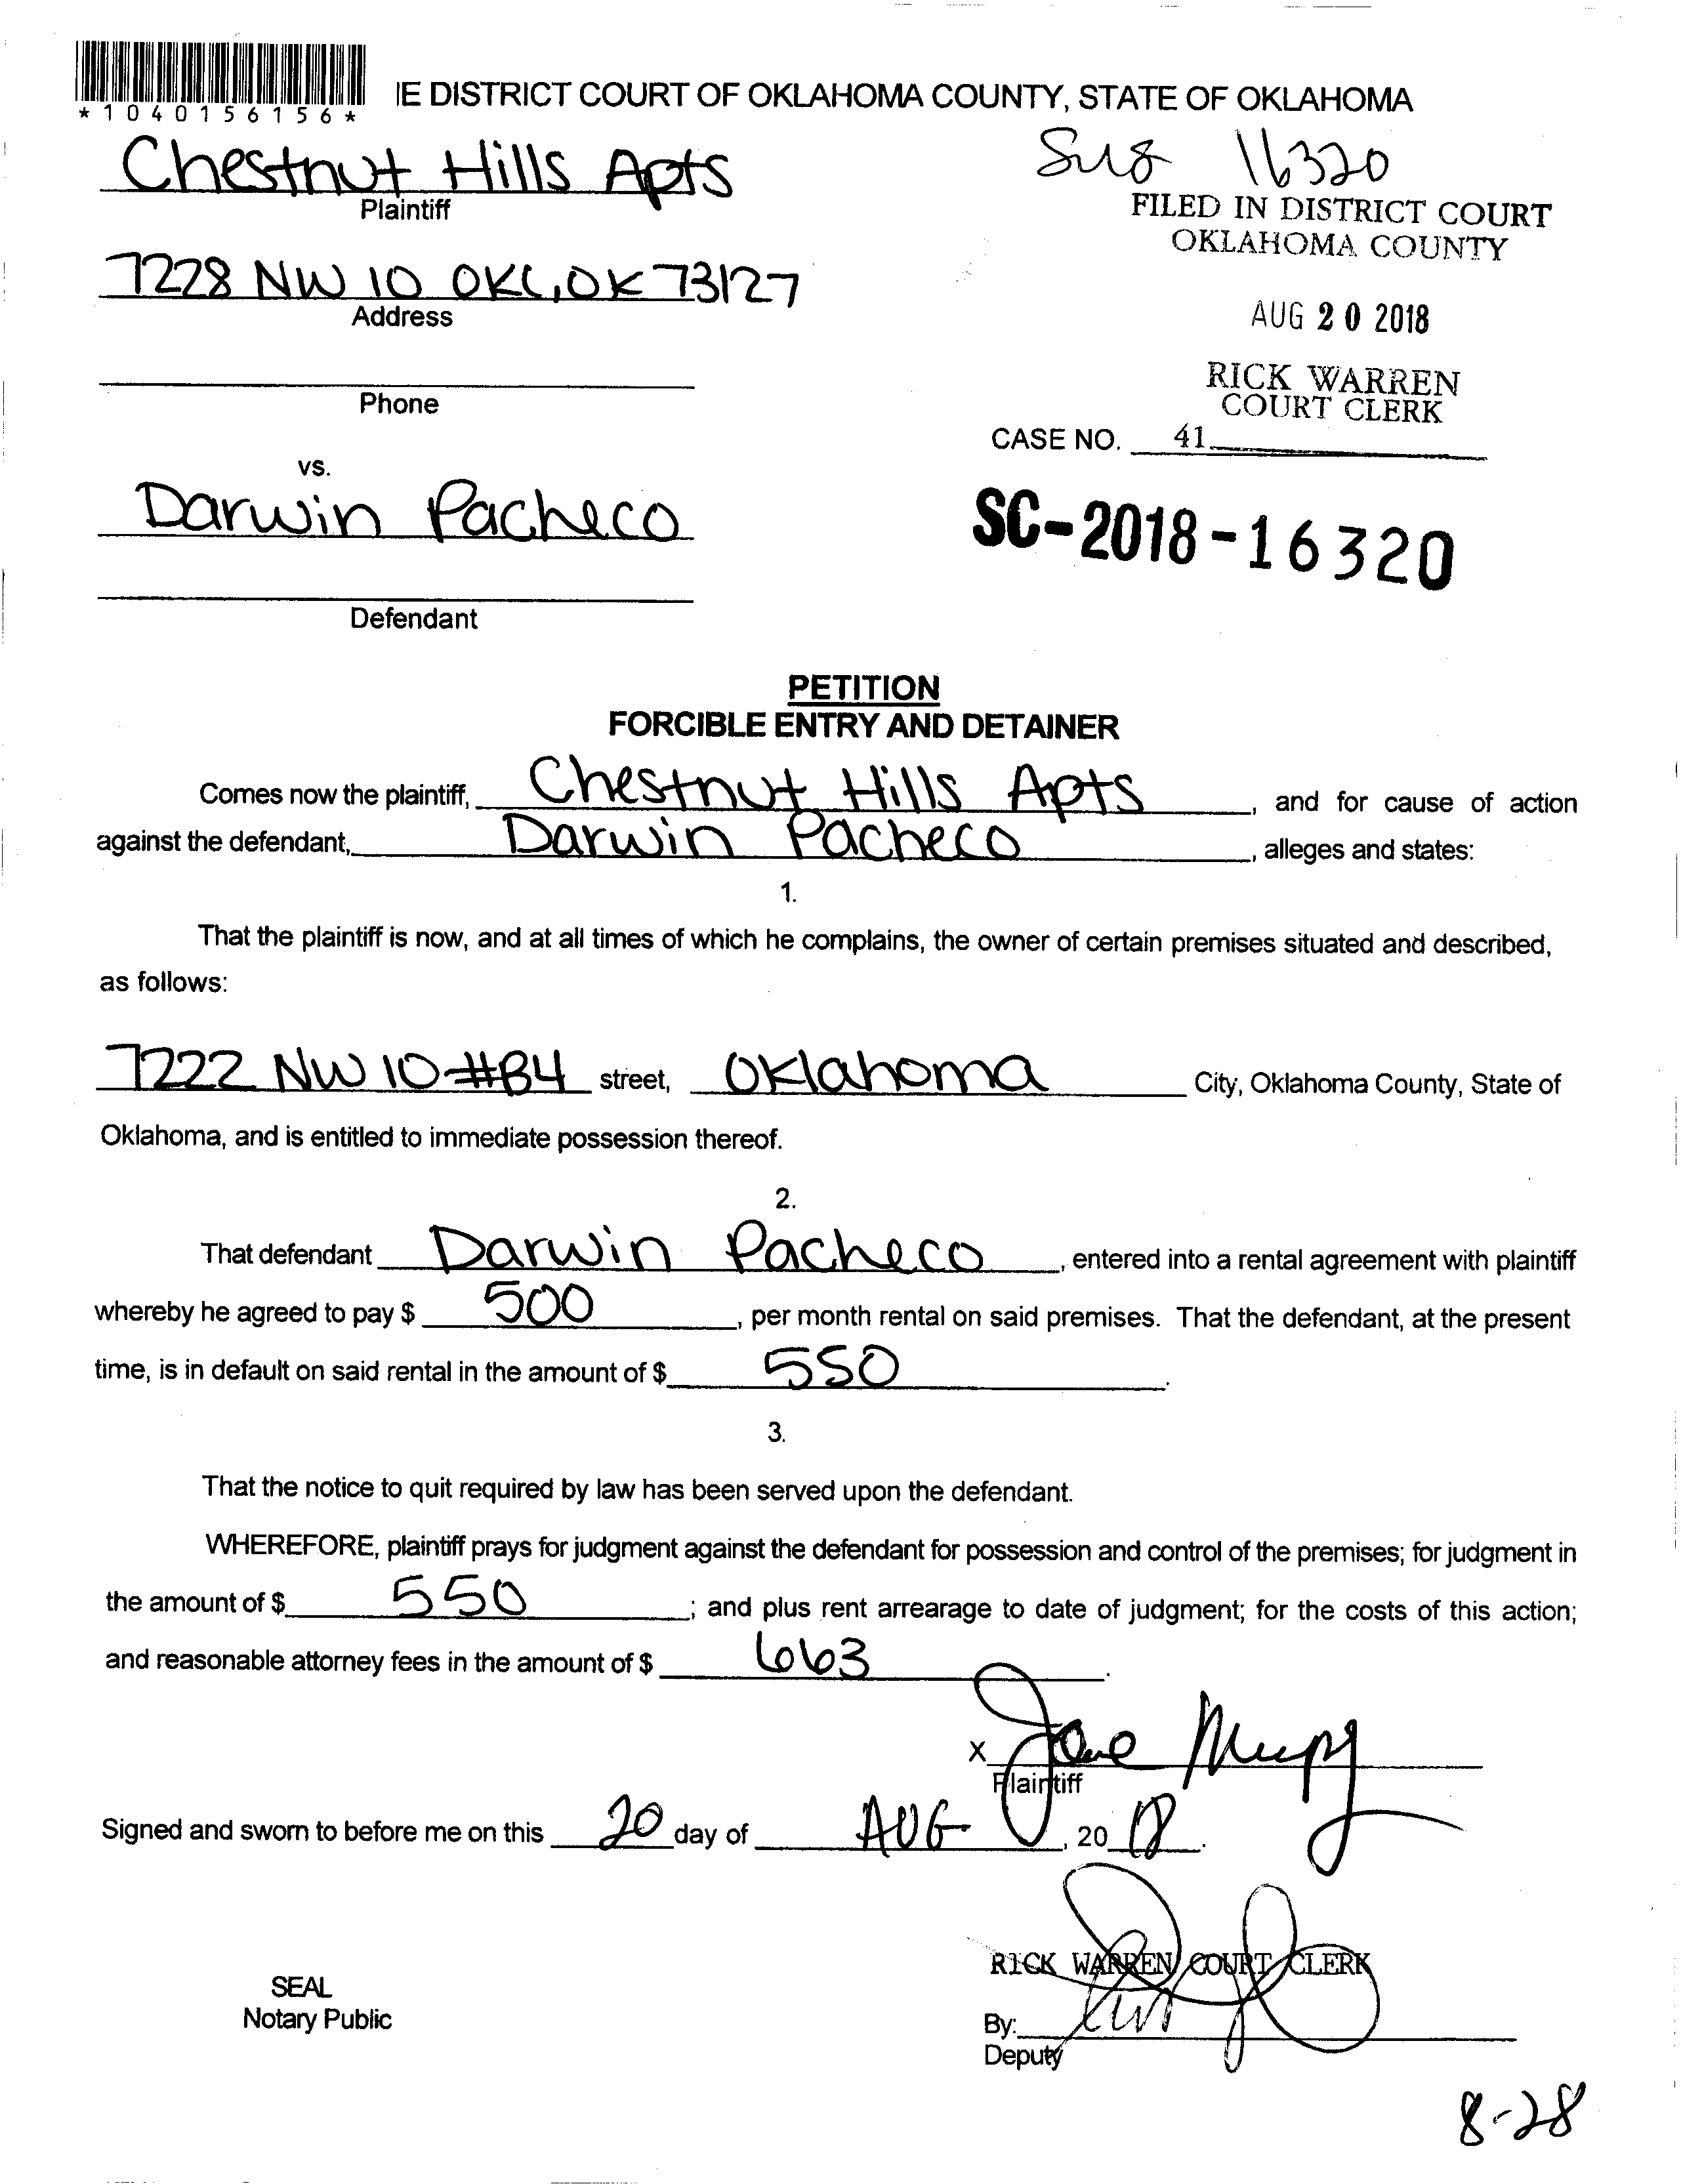 *1040156156*
IE DISTRICT COURT OF OKLAHOMA COUNTY, STATE OF OKLAHOMA
Chestnut Hills Apts
Plaintiff
16320
FILED IN DISTRICT COURT
OKLAHOMA COUNTY
7228 NW 10 OKC, OK 73127
Address
AUG 20 2018
RICK WARREN
COURT CLERK
Phone
CASE NO. 41
vs.
Darwin Pacheco
SC-2018-16320
Defendant
PETITION
FORCIBLE ENTRY AND DETAINER
Comes now the plaintiff, Chestnut Hills Apts, and for cause of action
against the defendant, Darwin Pacheco, alleges and states:
1.
That the plaintiff is now, and at all times of which he complains, the owner of certain premises situated and described,
as follows:
7222 NW 10 #B4 street, Oklahoma City, Oklahoma County, State of
Oklahoma, and is entitled to immediate possession thereof.
2.
That defendant Darwin Pacheco, entered into a rental agreement with plaintiff
whereby he agreed to pay $ 500, per month rental on said premises. That the defendant, at the present
time, is in default on said rental in the amount of $ 550.
3.
That the notice to quit required by law has been served upon the defendant.
WHEREFORE, plaintiff prays for judgment against the defendant for possession and control of the premises; for judgment in
the amount of $ 550; and plus rent arrearage to date of judgment; for the costs of this action;
and reasonable attorney fees in the amount of $ 663.
X
Plaintiff
Signed and sworn to before me on this 20 day of AUG, 20 18.
RICK WARREN COURT CLERK
SEAL
Notary Public
By:
Deputy
8-28